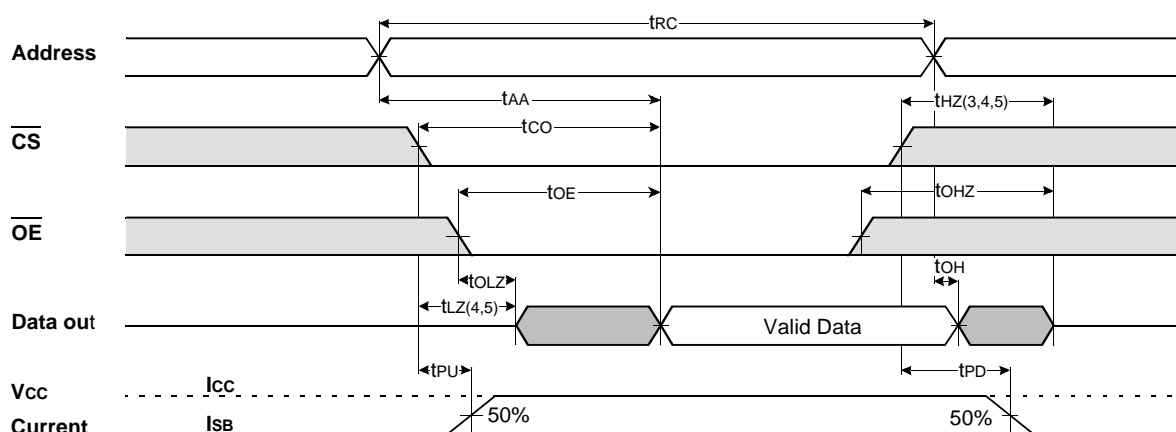 tRC
Address
tAA
tHZ(3,4,5)
CS
tCO
tOE
tOHZ
OE
tOLZ
tOH
tLZ(4,5)
Data out
Valid Data
tPU
tPD
VCC
ICC
50%
50%
Current
ISB